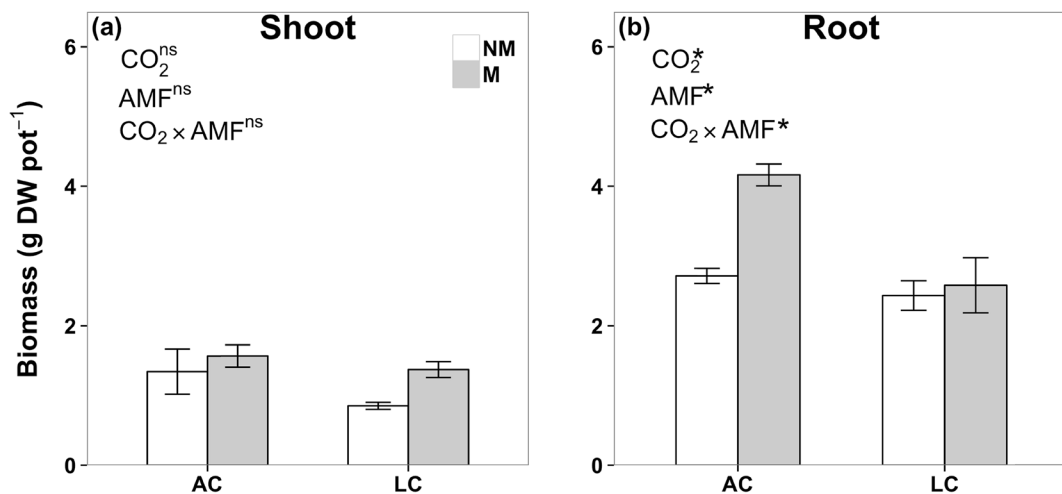 (a) Shoot
6
CO₂ⁿˢ
AMFⁿˢ
CO₂ × AMFⁿˢ
NM
M
4
2
0
Biomass (g DW pot⁻¹)
AC LC
(b) Root
6
CO₂*
AMF*
CO₂ × AMF*
4
2
0
AC LC